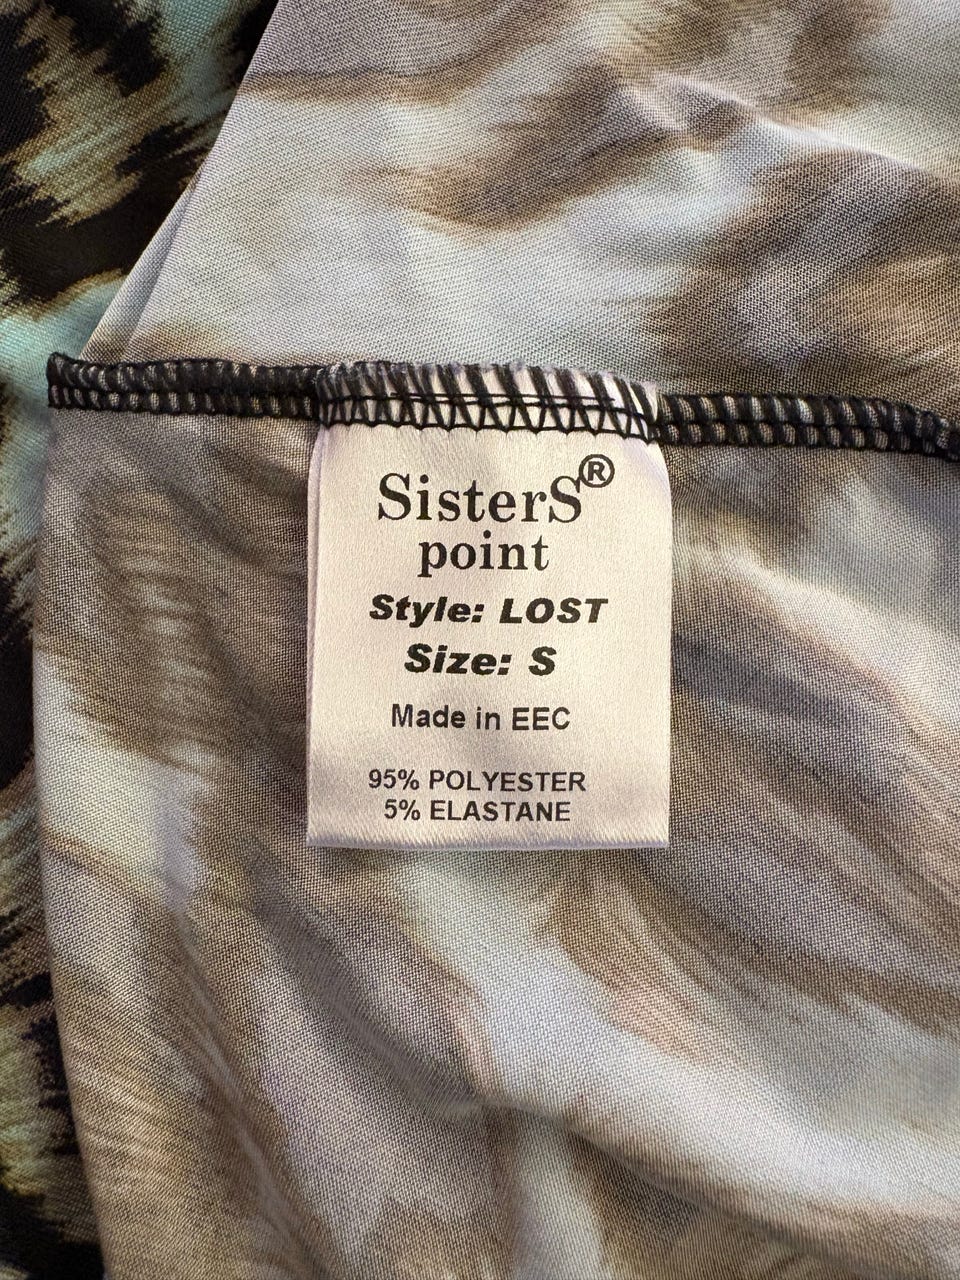 SisterS®
point
Style: LOST
Size: S
Made in EEC
95% POLYESTER
5% ELASTANE